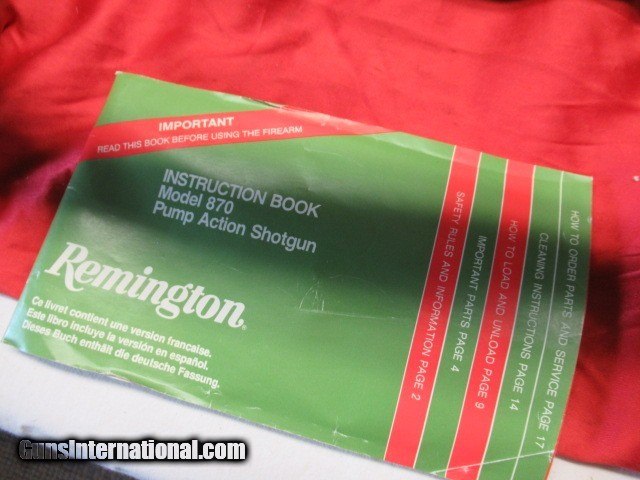 IMPORTANT
READ THIS BOOK BEFORE USING THE FIREARM
INSTRUCTION BOOK
Model 870
Pump Action Shotgun
Remington®
Ce livret contient une version francaise.
Este libro incluye la versión en español.
Dieses Buch enthält die deutsche Fassung.
SAFETY RULES AND INFORMATION PAGE 2
IMPORTANT PARTS PAGE 4
HOW TO LOAD AND UNLOAD PAGE 9
CLEANING INSTRUCTIONS PAGE 14
HOW TO ORDER PARTS AND SERVICE PAGE 17
GunsInternational.com